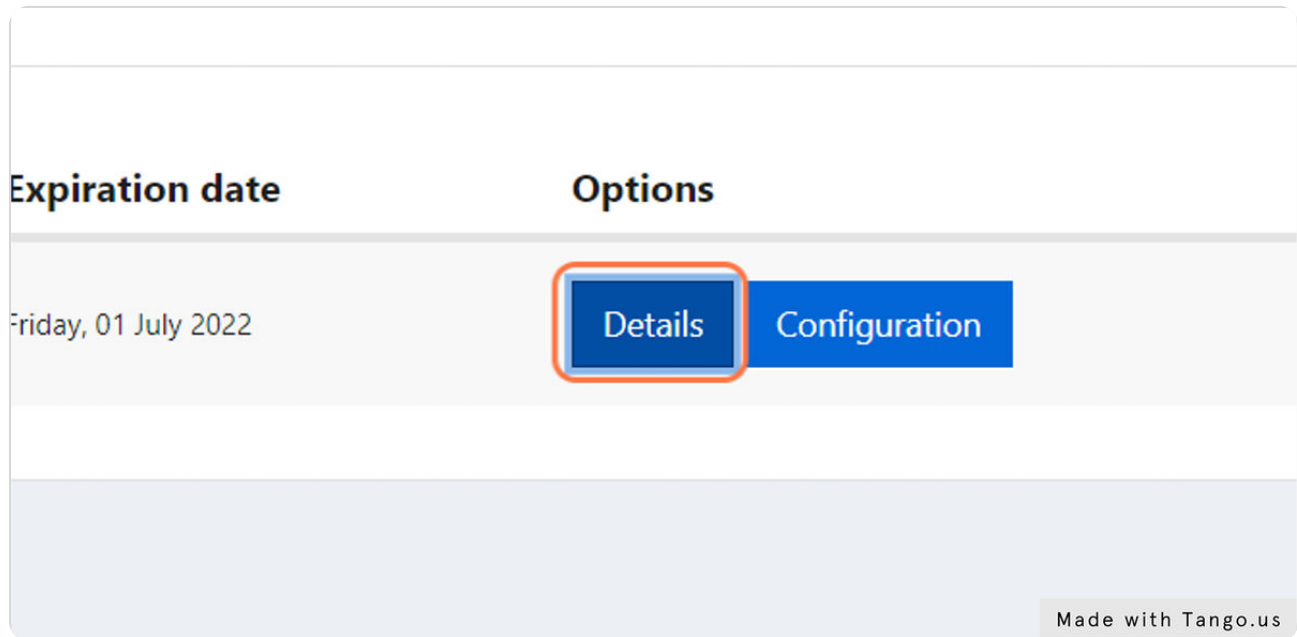 Expiration date Options
Friday, 01 July 2022 Details Configuration
Made with Tango.us